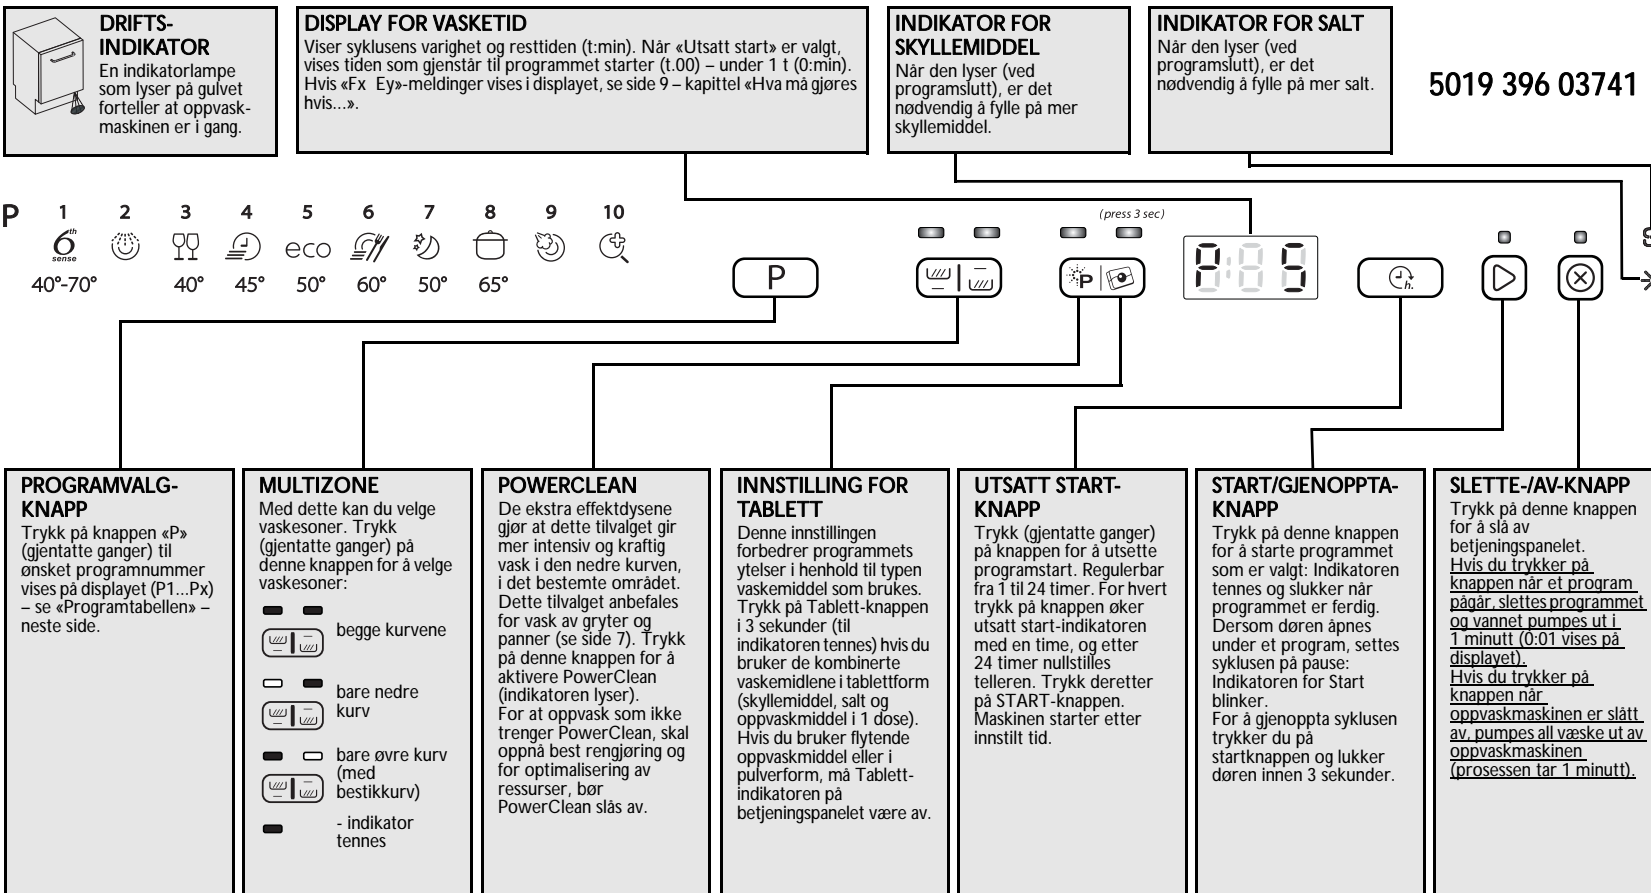 DRIFTS-
INDIKATOR
En indikatorlampe
som lyser på gulvet
forteller at oppvask-
maskinen er i gang.
DISPLAY FOR VASKETID
Viser syklusens varighet og resttiden (t:min). Når «Utsatt start» er valgt,
vises tiden som gjenstår til programmet starter (t.00) – under 1 t (0:min).
Hvis «Fx Ey»-meldinger vises i displayet, se side 9 – kapittel «Hva må gjøres
hvis...».
INDIKATOR FOR
SKYLLEMIDDEL
Når den lyser (ved
programslutt), er det
nødvendig å fylle på mer
skyllemiddel.
INDIKATOR FOR SALT
Når den lyser (ved
programslutt), er det
nødvendig å fylle på mer salt.
5019 396 03741
P 1 2 3 4 5 6 7 8 9 10
6th sense eco
40°-70° 40° 45° 50° 60° 50° 65°
(press 3 sec)
P
P
P: 5
h.
PROGRAMVALG-
KNAPP
Trykk på knappen «P»
(gjentatte ganger) til
ønsket programnummer
vises på displayet (P1...Px)
– se «Programtabellen» –
neste side.
MULTIZONE
Med dette kan du velge
vaskesoner. Trykk
(gjentatte ganger) på
denne knappen for å velge
vaskesoner:
begge kurvene
bare nedre
kurv
bare øvre kurv
(med
bestikkurv)
- indikator
tennes
POWERCLEAN
De ekstra effektdysene
gjør at dette tilvalget gir
mer intensiv og kraftig
vask i den nedre kurven,
i det bestemte området.
Dette tilvalget anbefales
for vask av gryter og
panner (se side 7). Trykk
på denne knappen for å
aktivere PowerClean
(indikatoren lyser).
For at oppvask som ikke
trenger PowerClean, skal
oppnå best rengjøring og
for optimalisering av
ressurser, bør
PowerClean slås av.
INNSTILLING FOR
TABLETT
Denne innstillingen
forbedrer programmets
ytelser i henhold til typen
vaskemiddel som brukes.
Trykk på Tablett-knappen
i 3 sekunder (til
indikatoren tennes) hvis du
bruker de kombinerte
vaskemidlene i tablettform
(skyllemiddel, salt og
oppvaskmiddel i 1 dose).
Hvis du bruker flytende
oppvaskmiddel eller i
pulverform, må Tablett-
indikatoren på
betjeningspanelet være av.
UTSATT START-
KNAPP
Trykk (gjentatte ganger)
på knappen for å utsette
programstart. Regulerbar
fra 1 til 24 timer. For hvert
trykk på knappen øker
utsatt start-indikatoren
med en time, og etter
24 timer nullstilles
telleren. Trykk deretter
på START-knappen.
Maskinen starter etter
innstilt tid.
START/GJENOPPTA-
KNAPP
Trykk på denne knappen
for å starte programmet
som er valgt: Indikatoren
tennes og slukker når
programmet er ferdig.
Dersom døren åpnes
under et program, settes
syklusen på pause:
Indikatoren for Start
blinker.
For å gjenoppta syklusen
trykker du på
startknappen og lukker
døren innen 3 sekunder.
SLETTE-/AV-KNAPP
Trykk på denne knappen
for å slå av
betjeningspanelet.
Hvis du trykker på
knappen når et program
pågår, slettes programmet
og vannet pumpes ut i
1 minutt (0:01 vises på
displayet).
Hvis du trykker på
knappen når
oppvaskmaskinen er slått
av, pumpes all væske ut av
oppvaskmaskinen
(prosessen tar 1 minutt).